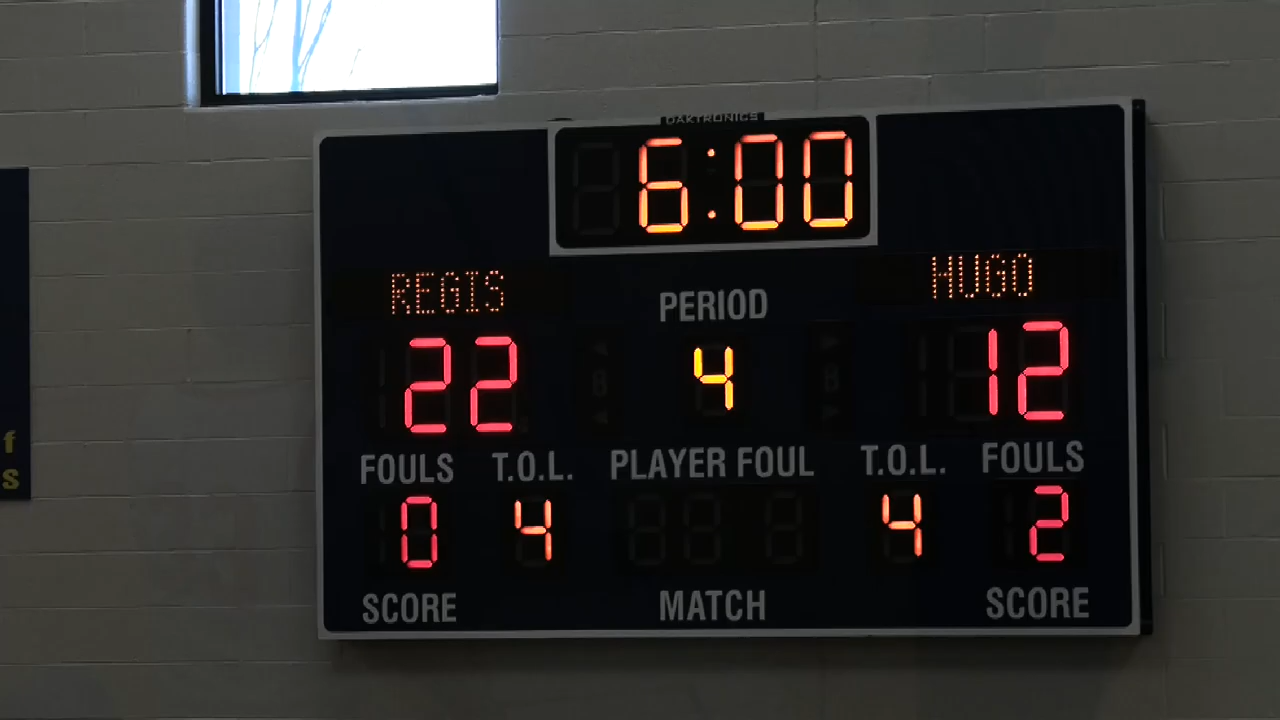 DAKTRONICS
6:00
REGIS
HUGO
PERIOD
22
4
12
FOULS T.O.L. PLAYER FOUL T.O.L. FOULS
0 4 4 2
SCORE MATCH SCORE
f
s